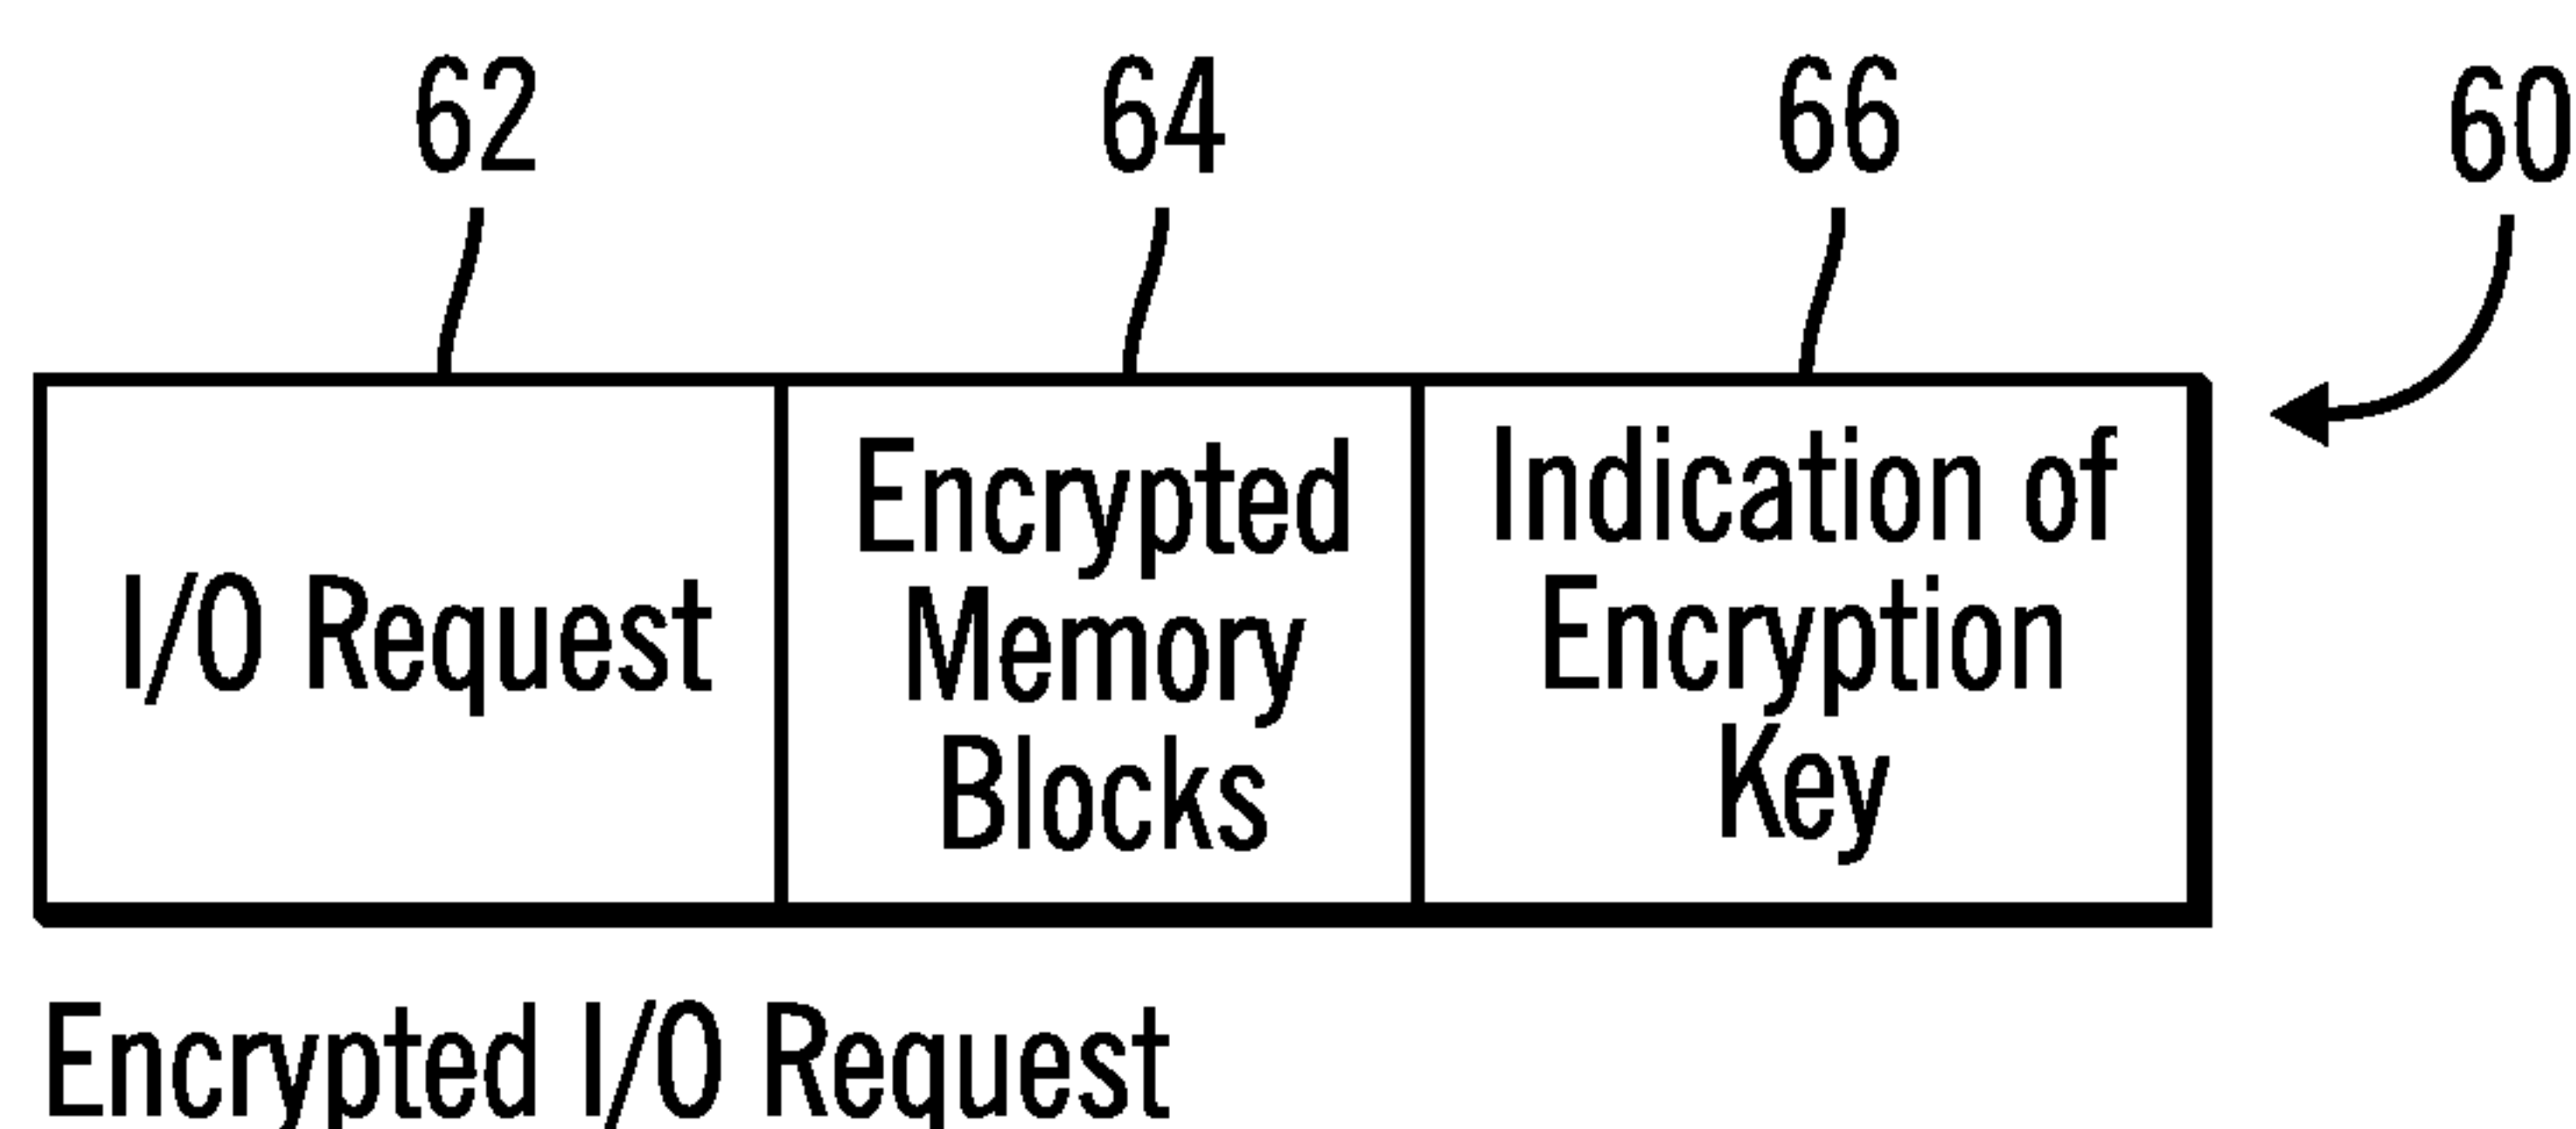 62 64 66 60
I/O Request
Encrypted
Memory
Blocks
Indication of
Encryption
Key
Encrypted I/O Request